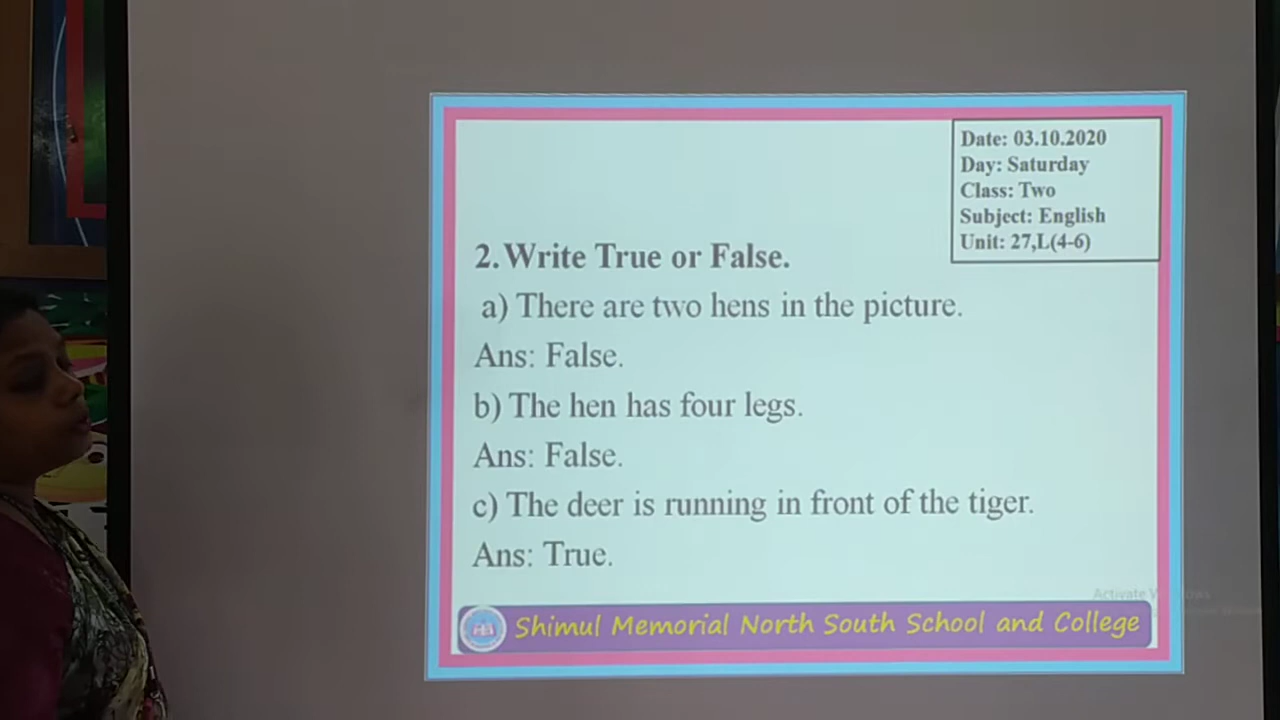 Date: 03.10.2020
Day: Saturday
Class: Two
Subject: English
Unit: 27,L(4-6)
2. Write True or False.
a) There are two hens in the picture.
Ans: False.
b) The hen has four legs.
Ans: False.
c) The deer is running in front of the tiger.
Ans: True.
Activate
Shimul Memorial North South School and College